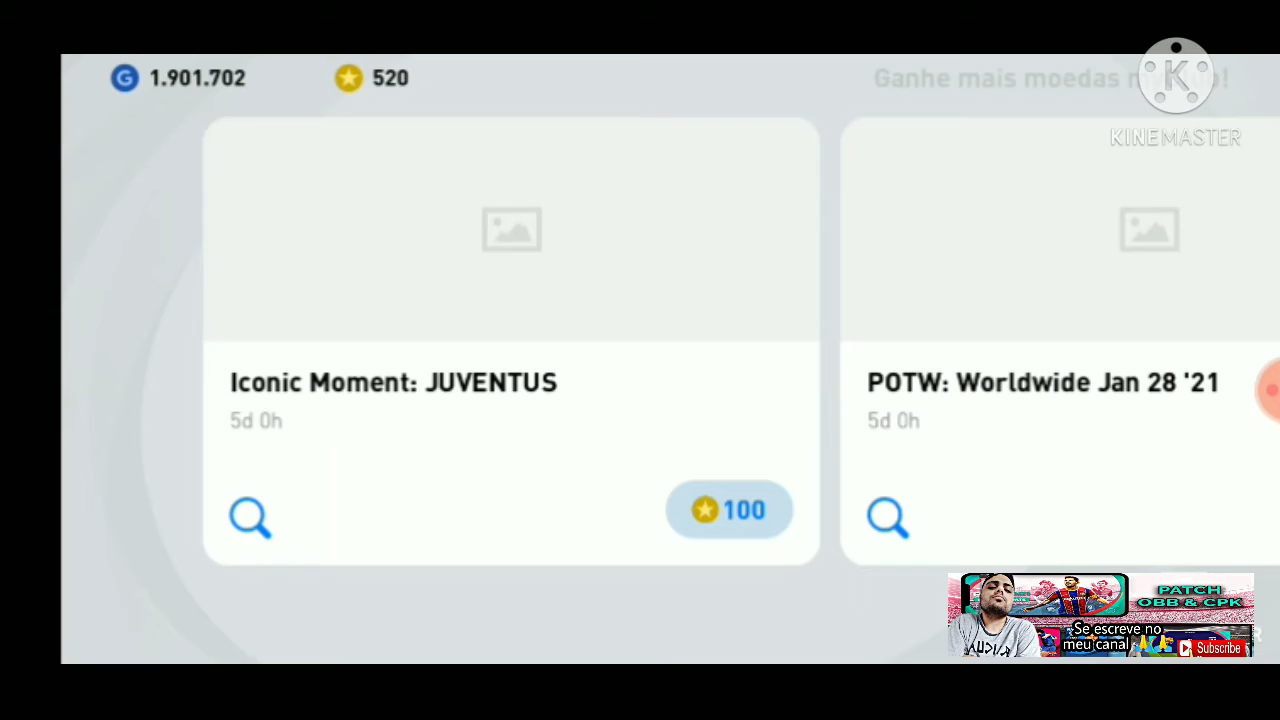 G 1.901.702
520
Ganhe mais moedas my
!
K
KINEMASTER
Iconic Moment: JUVENTUS
5d 0h
100
POTW: Worldwide Jan 28 '21
5d 0h
PATCH
OBB & CPK
Se escreve no
meu canal
Subscribe